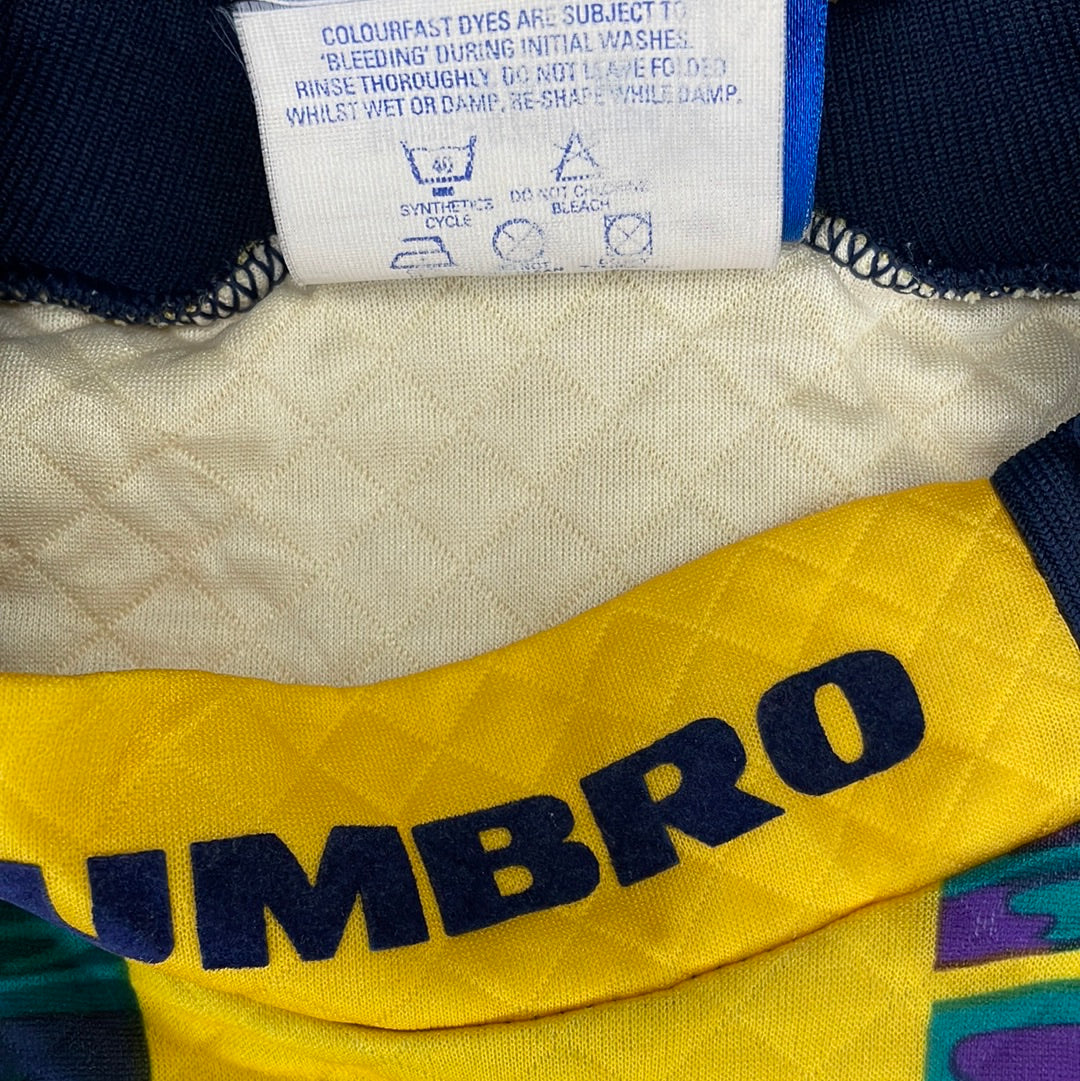 COLOURFAST DYES ARE SUBJECT TO
'BLEEDING' DURING INITIAL WASHES.
RINSE THOROUGHLY, DO NOT LEAVE FOLDED
WHILST WET OR DAMP, RE-SHAPE WHILE DAMP.
40
SYNTHETICS
CYCLE
DO NOT
BLEACH
UMBRO